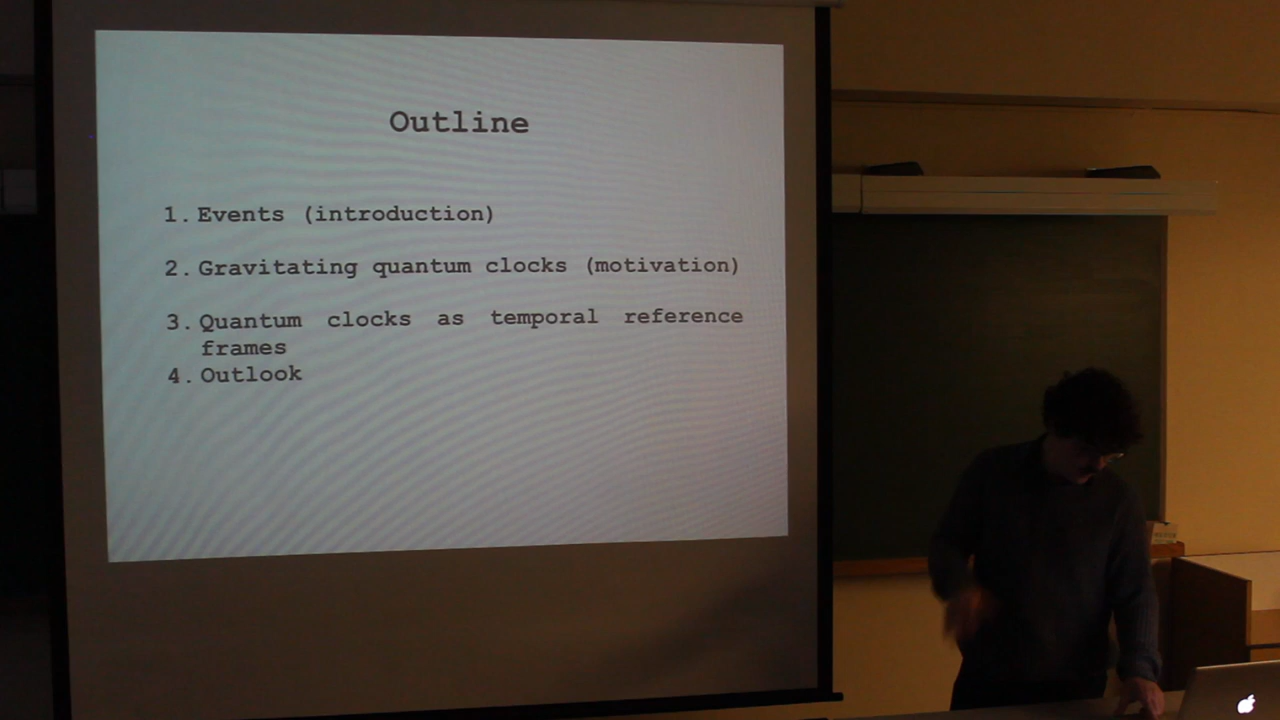 Outline
1. Events (introduction)
2. Gravitating quantum clocks (motivation)
3. Quantum clocks as temporal reference
frames
4. Outlook